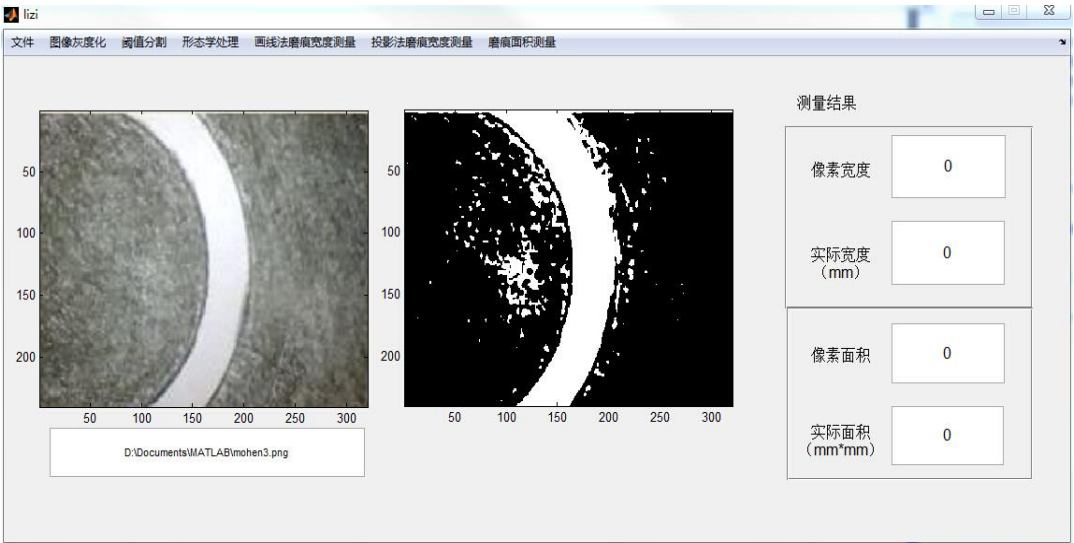 lizi
文件 图像灰度化 阈值分割 形态学处理 画线法磨痕宽度测量 投影法磨痕宽度测量 磨痕面积测量
测量结果
50
100
150
200
50 100 150 200 250 300
50
100
150
200
50 100 150 200 250 300
像素宽度 0
实际宽度 0
（mm）
像素面积 0
实际面积 0
（mm*mm）
D:\Documents\MATLAB\mohen3.png